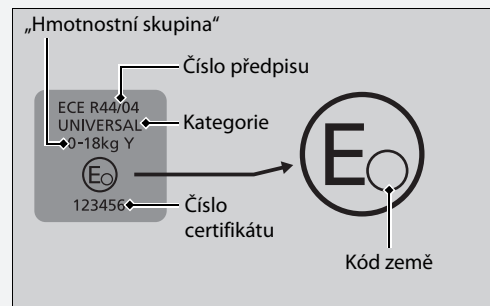 „Hmotnostní skupina“
Číslo předpisu
ECE R44/04
UNIVERSAL
Kategorie
0-18kg Y
E
E
123456
Číslo
certifikátu
Kód země